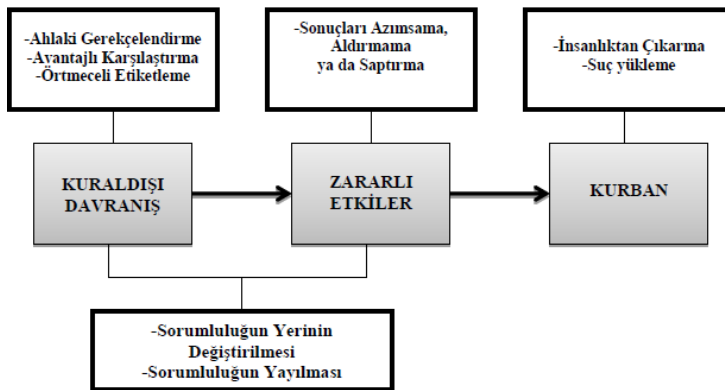 -Ahlaki Gerekçelendirme
-Avantajlı Karşılaştırma
-Örtmeceli Etiketleme
-Sonuçları Azımsama,
Aldırmama
ya da Saptırma
-İnsanlıktan Çıkarma
-Suç yükleme
KURALDIŞI
DAVRANIŞ
ZARARLI
ETKİLER
KURBAN
-Sorumluluğun Yerinin
Değiştirilmesi
-Sorumluluğun Yayılması